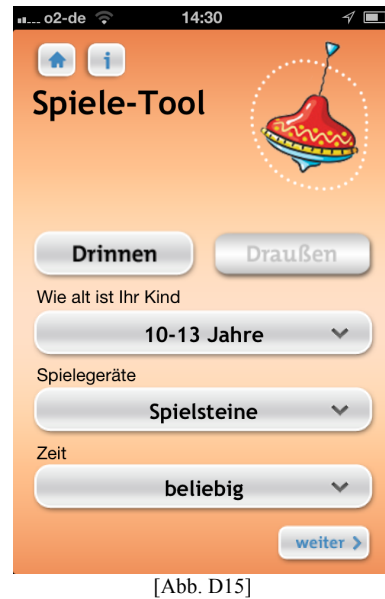 o2-de 14:30
i
Spiele-Tool
Drinnen Draußen
Wie alt ist Ihr Kind
10-13 Jahre
Spielegeräte
Spielsteine
Zeit
beliebig
weiter
[Abb. D15]